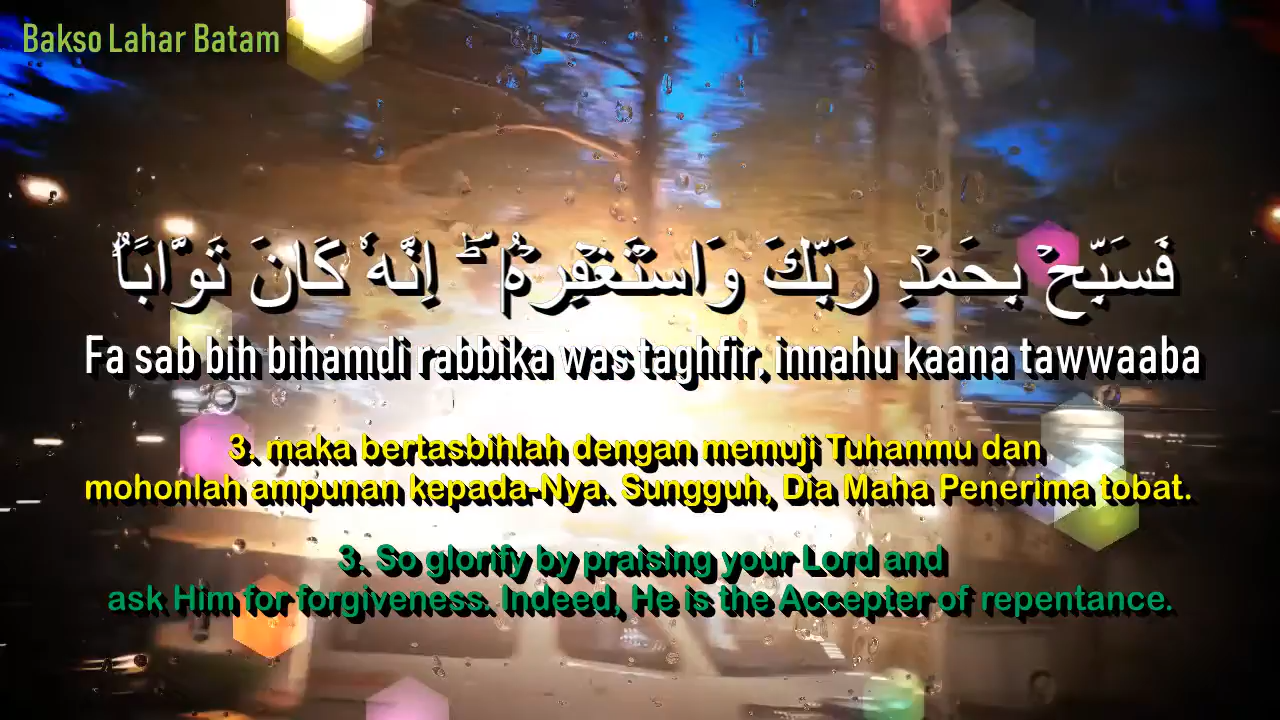 Bakso Lahar Batam
فَسَبِّحْ بِحَمْدِ رَبِّكَ وَاسْتَغْفِرْهُۗ اِنَّهٗ كَانَ تَوَّابًاࣖ
Fa sab bih bihamdi rabbika was taghfir, innahu kaana tawwaaba
3. maka bertasbihlah dengan memuji Tuhanmu dan
mohonlah ampunan kepada-Nya. Sungguh, Dia Maha Penerima tobat.
3. So glorify by praising your Lord and
ask Him for forgiveness. Indeed, He is the Accepter of repentance.